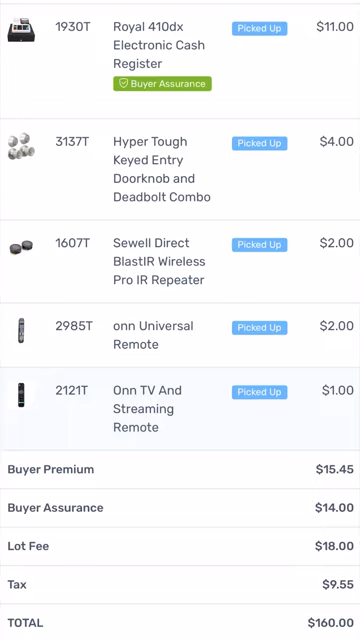 1930T Royal 410dx Picked Up $11.00
Electronic Cash
Register
Buyer Assurance
3137T Hyper Tough Picked Up $4.00
Keyed Entry
Doorknob and
Deadbolt Combo
1607T Sewell Direct Picked Up $2.00
BlastIR Wireless
Pro IR Repeater
2985T onn Universal Picked Up $2.00
Remote
2121T Onn TV And Picked Up $1.00
Streaming
Remote
Buyer Premium $15.45
Buyer Assurance $14.00
Lot Fee $18.00
Tax $9.55
TOTAL $160.00